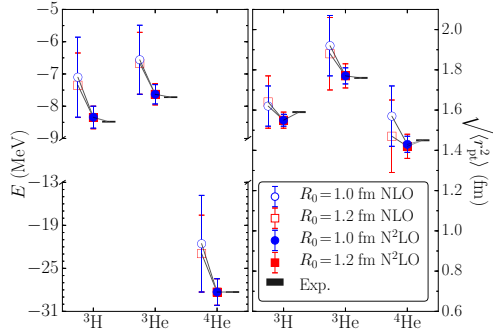 −5
−6
−7
−8
−9
−13
−19
−25
−31
E (MeV)
³H
³He
⁴He
2.0
1.8
1.6
1.4
1.2
1.0
0.8
0.6
√⟨r²pt⟩ (fm)
R₀=1.0 fm NLO
R₀=1.2 fm NLO
R₀=1.0 fm N²LO
R₀=1.2 fm N²LO
Exp.
³H
³He
⁴He